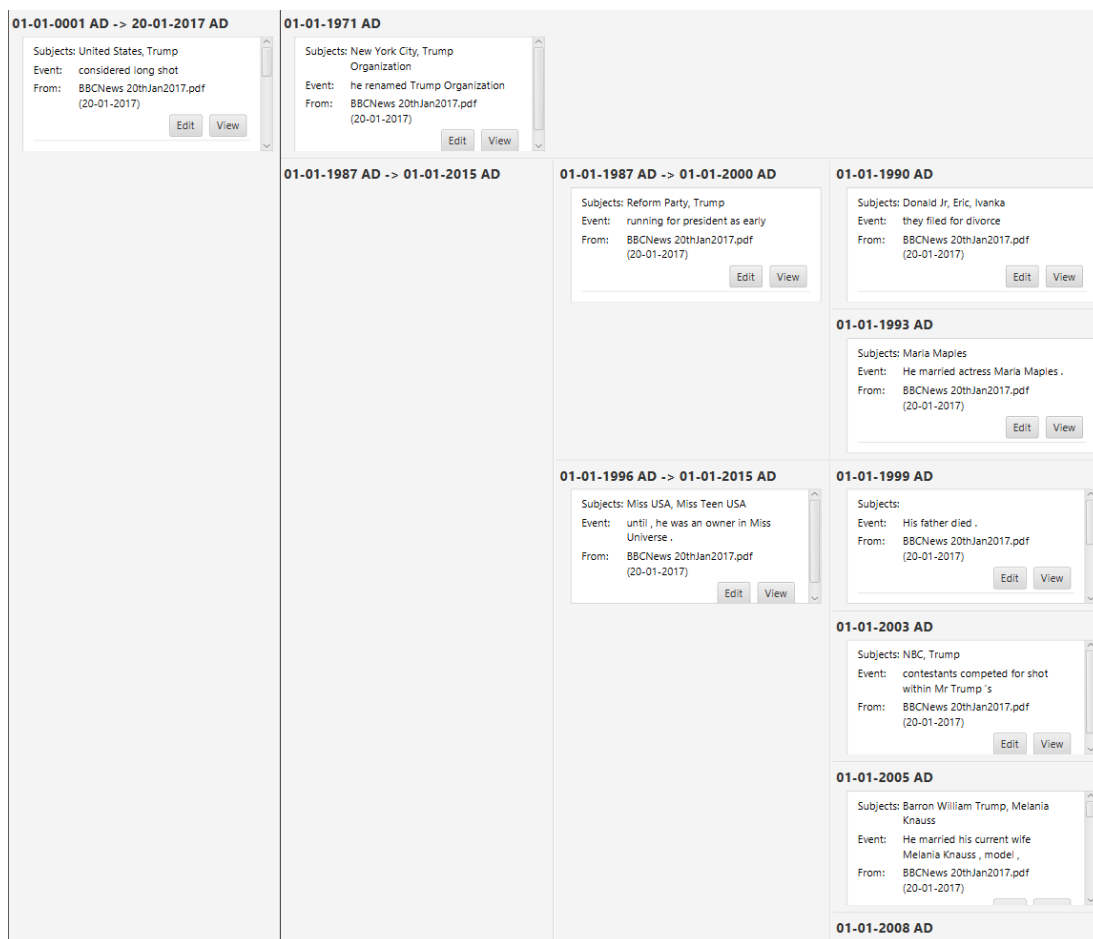 01-01-0001 AD -> 20-01-2017 AD
Subjects: United States, Trump
Event: considered long shot
From: BBCNews 20thJan2017.pdf
(20-01-2017)
Edit View
01-01-1971 AD
Subjects: New York City, Trump
Organization
Event: he renamed Trump Organization
From: BBCNews 20thJan2017.pdf
(20-01-2017)
Edit View
01-01-1987 AD -> 01-01-2015 AD
01-01-1987 AD -> 01-01-2000 AD
Subjects: Reform Party, Trump
Event: running for president as early
From: BBCNews 20thJan2017.pdf
(20-01-2017)
Edit View
01-01-1990 AD
Subjects: Donald Jr, Eric, Ivanka
Event: they filed for divorce
From: BBCNews 20thJan2017.pdf
(20-01-2017)
Edit View
01-01-1993 AD
Subjects: Marla Maples
Event: He married actress Marla Maples .
From: BBCNews 20thJan2017.pdf
(20-01-2017)
Edit View
01-01-1996 AD -> 01-01-2015 AD
Subjects: Miss USA, Miss Teen USA
Event: until , he was an owner in Miss
Universe .
From: BBCNews 20thJan2017.pdf
(20-01-2017)
Edit View
01-01-1999 AD
Subjects:
Event: His father died .
From: BBCNews 20thJan2017.pdf
(20-01-2017)
Edit View
01-01-2003 AD
Subjects: NBC, Trump
Event: contestants competed for shot
within Mr Trump 's
From: BBCNews 20thJan2017.pdf
(20-01-2017)
Edit View
01-01-2005 AD
Subjects: Barron William Trump, Melania
Knauss
Event: He married his current wife
Melania Knauss , model ,
From: BBCNews 20thJan2017.pdf
(20-01-2017)
01-01-2008 AD